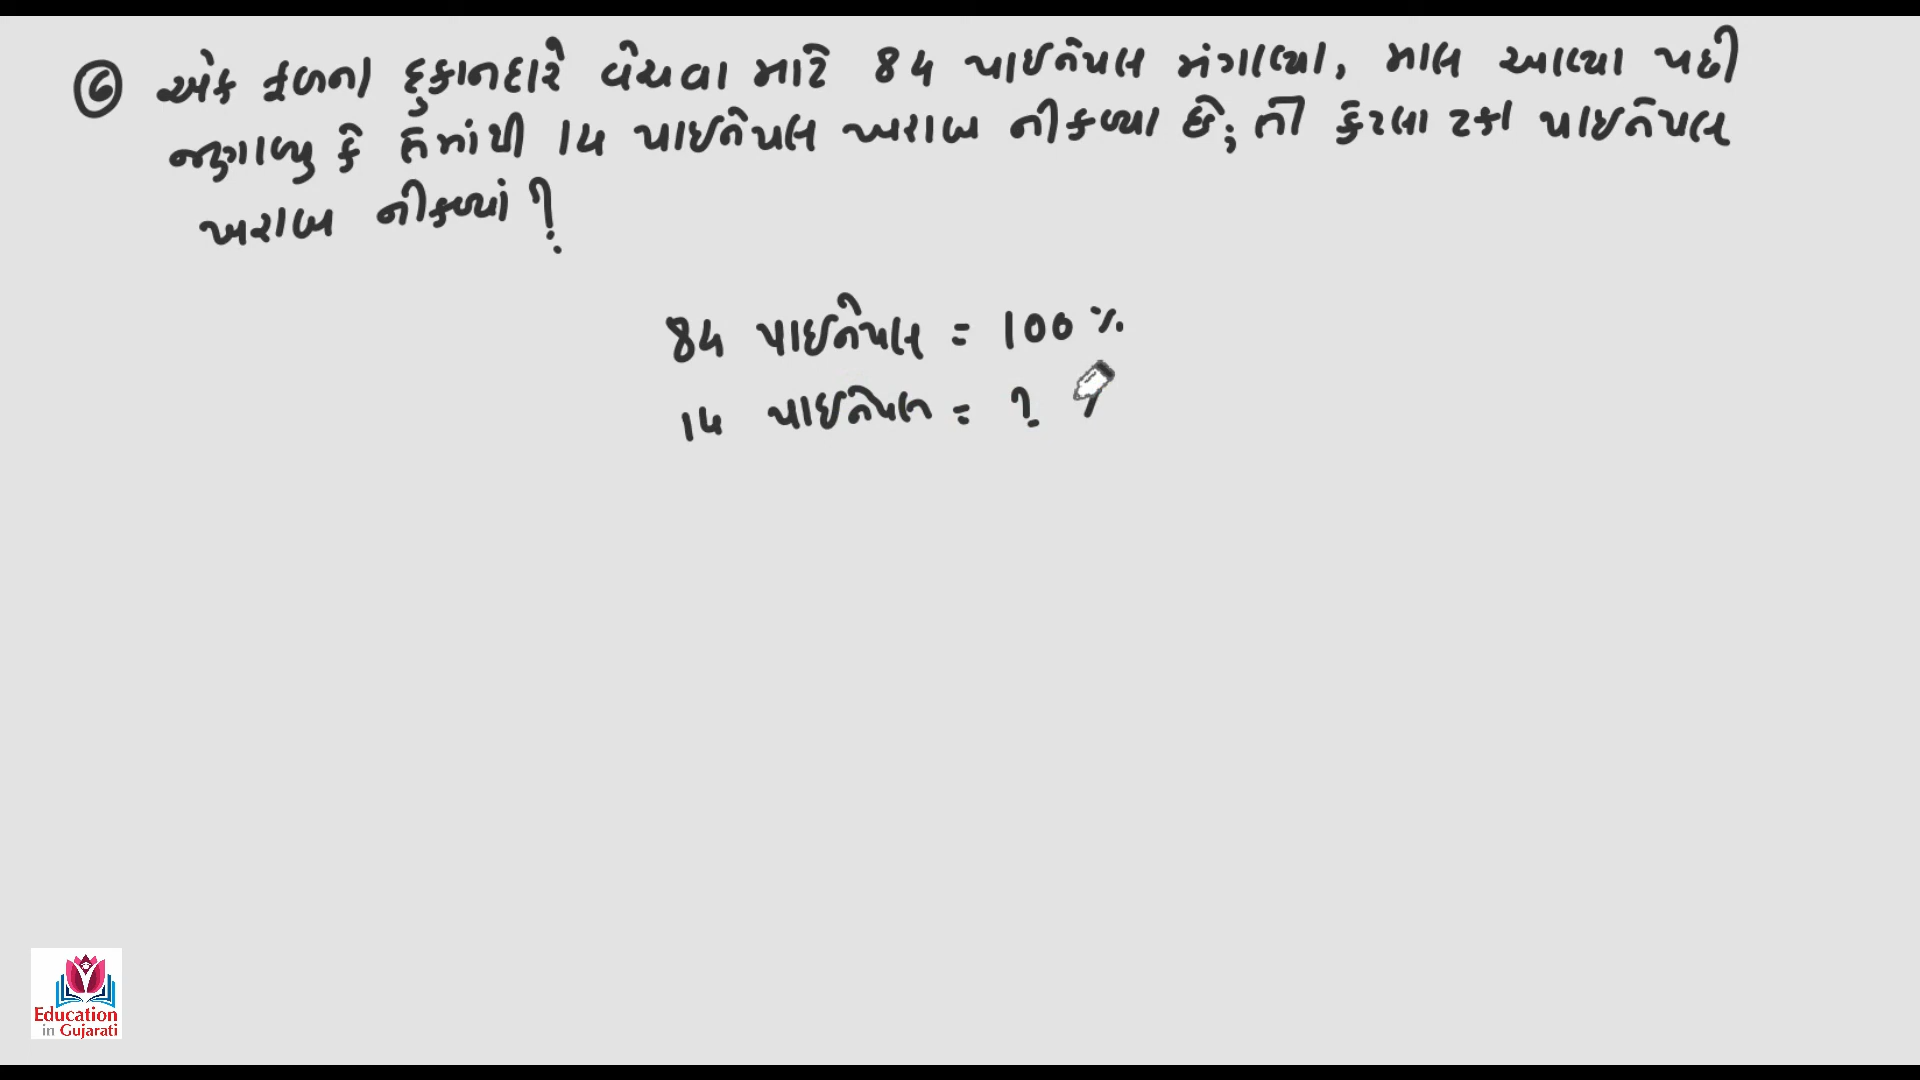 ⑥ એક ફળના દુકાનદારે વેચવા માટે 84 પાઈનેપલ મંગાવ્યા, માલ આવ્યા પછી
જણાવ્યુ કે તેમાંથી 14 પાઈનેપલ ખરાબ નીકળ્યા છે; તો કેટલા ટકા પાઈનેપલ
ખરાબ નીકળ્યાં ?
84 પાઈનેપલ = 100 %
14 પાઈનેપલ = ?
Education
in Gujarati